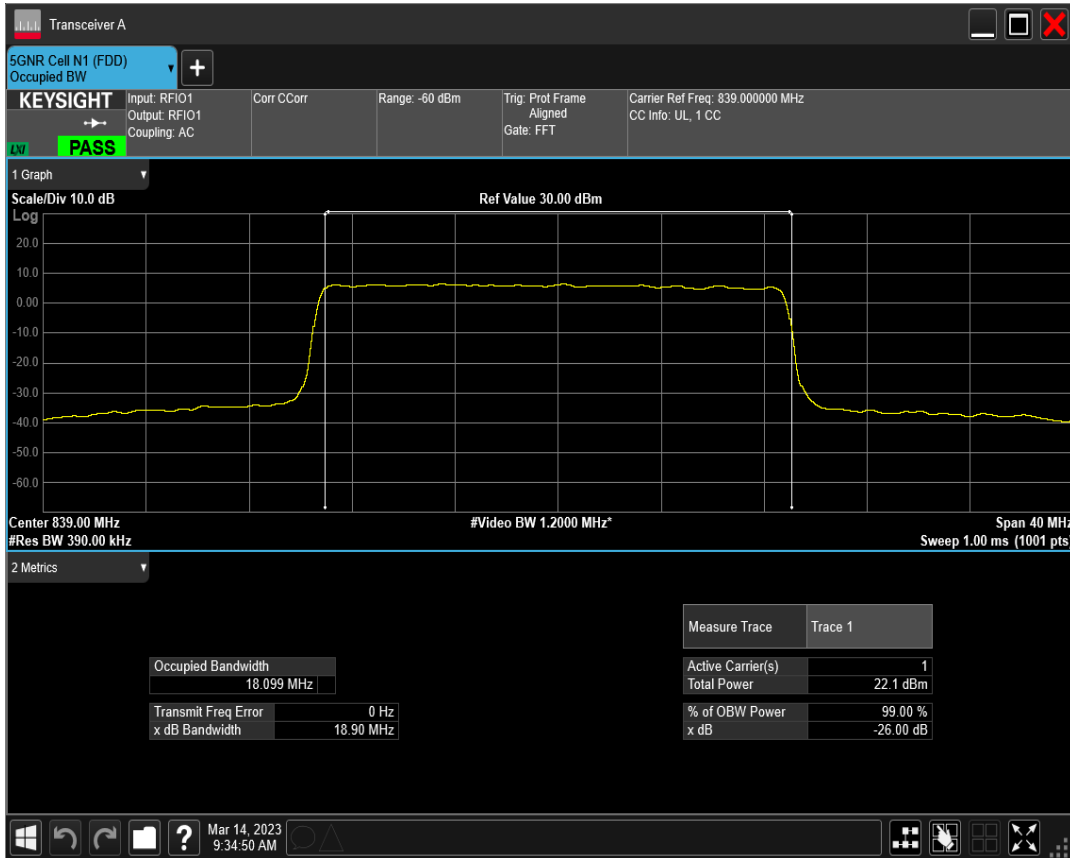 Transceiver A
5GNR Cell N1 (FDD)
Occupied BW
+
KEYSIGHT
LXI
PASS
Input: RFIO1
Output: RFIO1
Coupling: AC
Corr CCorr
Range: -60 dBm
Trig: Prot Frame
Aligned
Gate: FFT
Carrier Ref Freq: 839.000000 MHz
CC Info: UL, 1 CC
1 Graph
Scale/Div 10.0 dB
Ref Value 30.00 dBm
Log
20.0
10.0
0.00
-10.0
-20.0
-30.0
-40.0
-50.0
-60.0
Center 839.00 MHz
#Video BW 1.2000 MHz*
Span 40 MHz
#Res BW 390.00 kHz
Sweep 1.00 ms (1001 pts)
2 Metrics
Measure Trace Trace 1
Occupied Bandwidth
18.099 MHz
Active Carrier(s) 1
Total Power 22.1 dBm
Transmit Freq Error 0 Hz
x dB Bandwidth 18.90 MHz
% of OBW Power 99.00 %
x dB -26.00 dB
?
Mar 14, 2023
9:34:50 AM